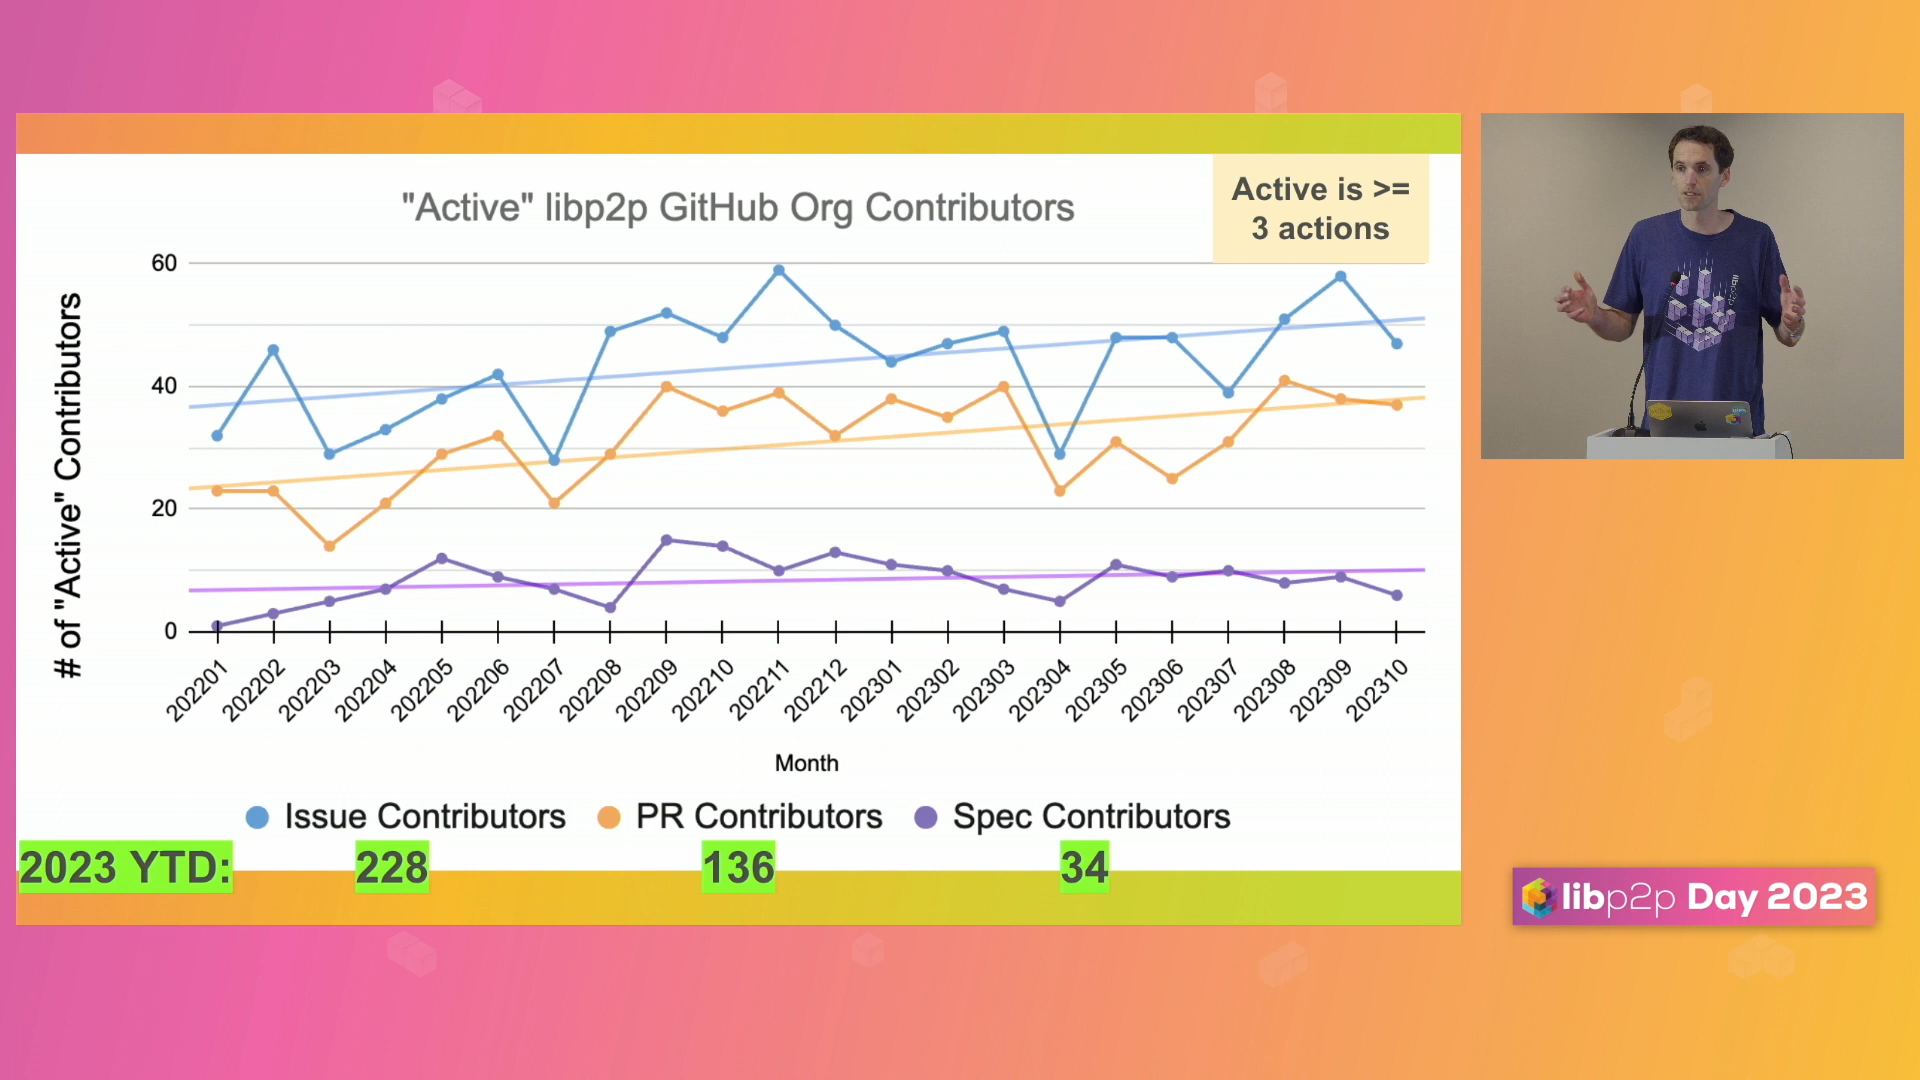 Active is >=
3 actions
"Active" libp2p GitHub Org Contributors
# of "Active" Contributors
60
40
20
0
202201
202202
202203
202204
202205
202206
202207
202208
202209
202210
202211
202212
202301
202302
202303
202304
202305
202306
202307
202308
202309
202310
Month
Issue Contributors
PR Contributors
Spec Contributors
2023 YTD:
228
136
34
libp2p
libp2p Day 2023